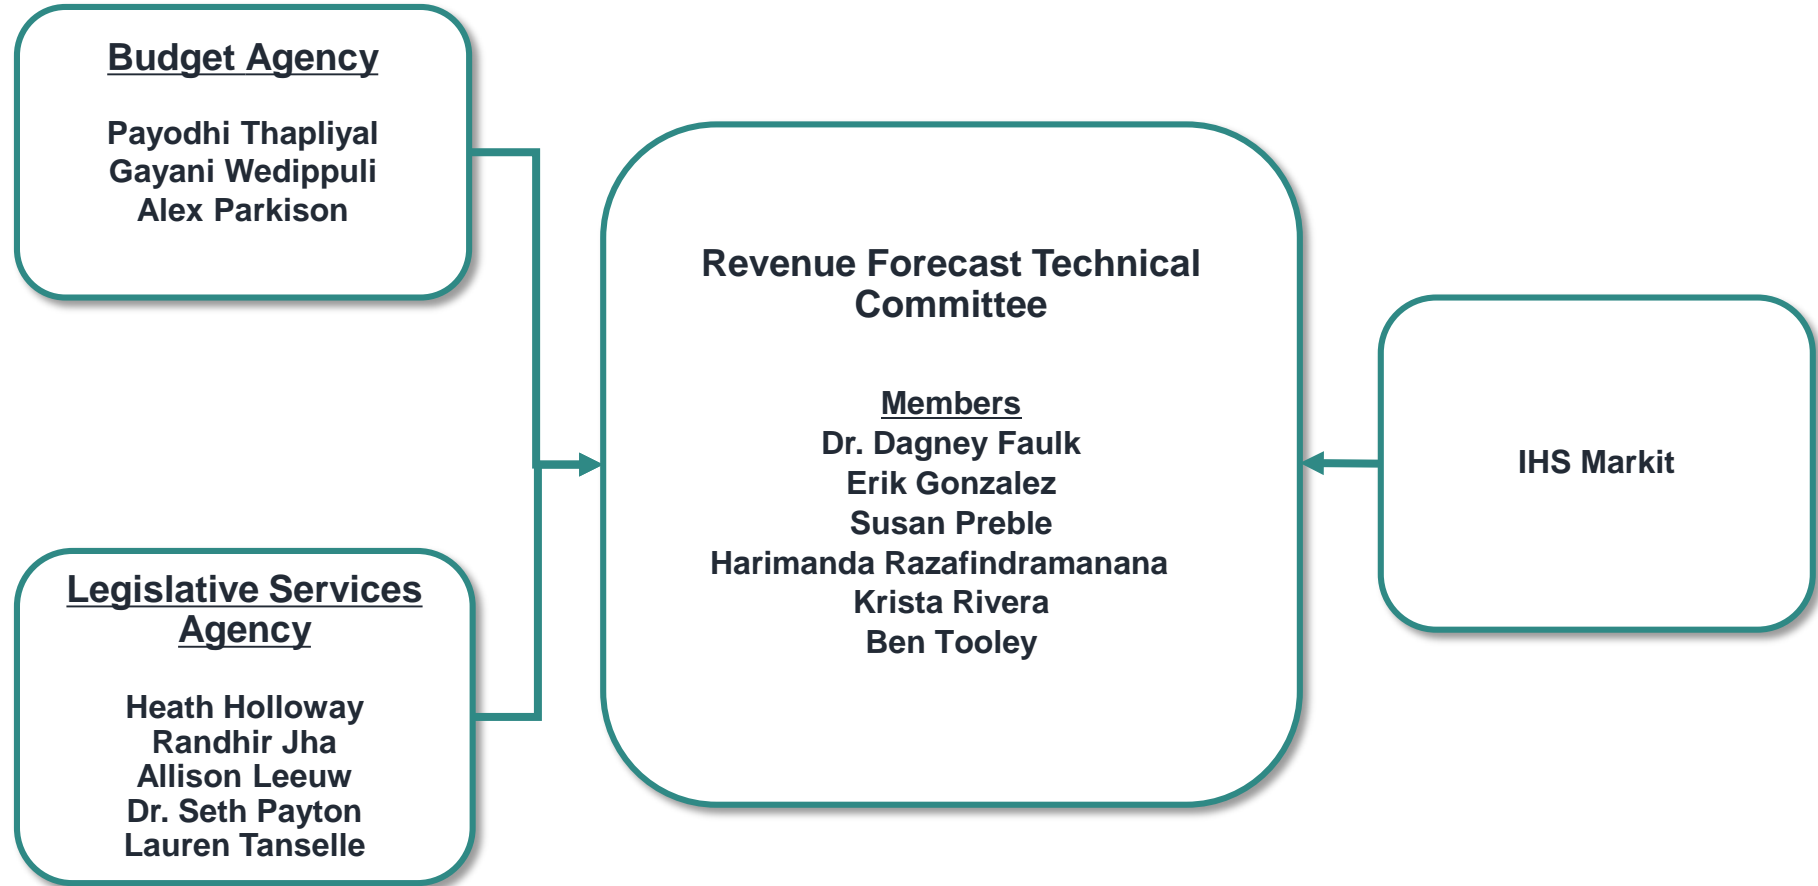 Budget Agency
Payodhi Thapliyal
Gayani Wedippuli
Alex Parkison
Legislative Services
Agency
Heath Holloway
Randhir Jha
Allison Leeuw
Dr. Seth Payton
Lauren Tanselle
Revenue Forecast Technical
Committee
Members
Dr. Dagney Faulk
Erik Gonzalez
Susan Preble
Harimanda Razafindramanana
Krista Rivera
Ben Tooley
IHS Markit